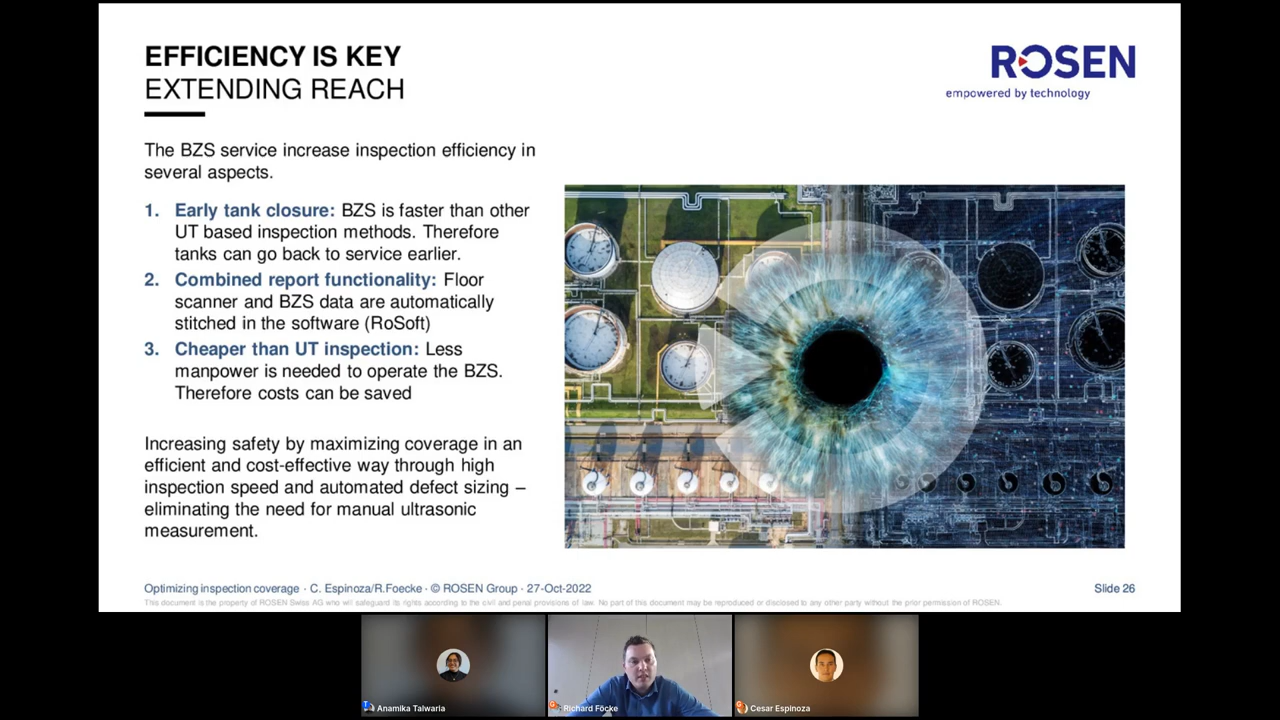 EFFICIENCY IS KEY
EXTENDING REACH
ROSEN
empowered by technology
The BZS service increase inspection efficiency in
several aspects.
1. Early tank closure: BZS is faster than other
UT based inspection methods. Therefore
tanks can go back to service earlier.
2. Combined report functionality: Floor
scanner and BZS data are automatically
stitched in the software (RoSoft)
3. Cheaper than UT inspection: Less
manpower is needed to operate the BZS.
Therefore costs can be saved
Increasing safety by maximizing coverage in an
efficient and cost-effective way through high
inspection speed and automated defect sizing –
eliminating the need for manual ultrasonic
measurement.
Optimizing inspection coverage · C. Espinoza/R.Foecke · © ROSEN Group · 27-Oct-2022
Slide 26
This document is the property of ROSEN Swiss AG who will safeguard its rights according to the civil and penal provisions of law. No part of this document may be reproduced or disclosed to any other party without the prior permission of ROSEN.
Anamika Talwaria
Richard Föcke
Cesar Espinoza